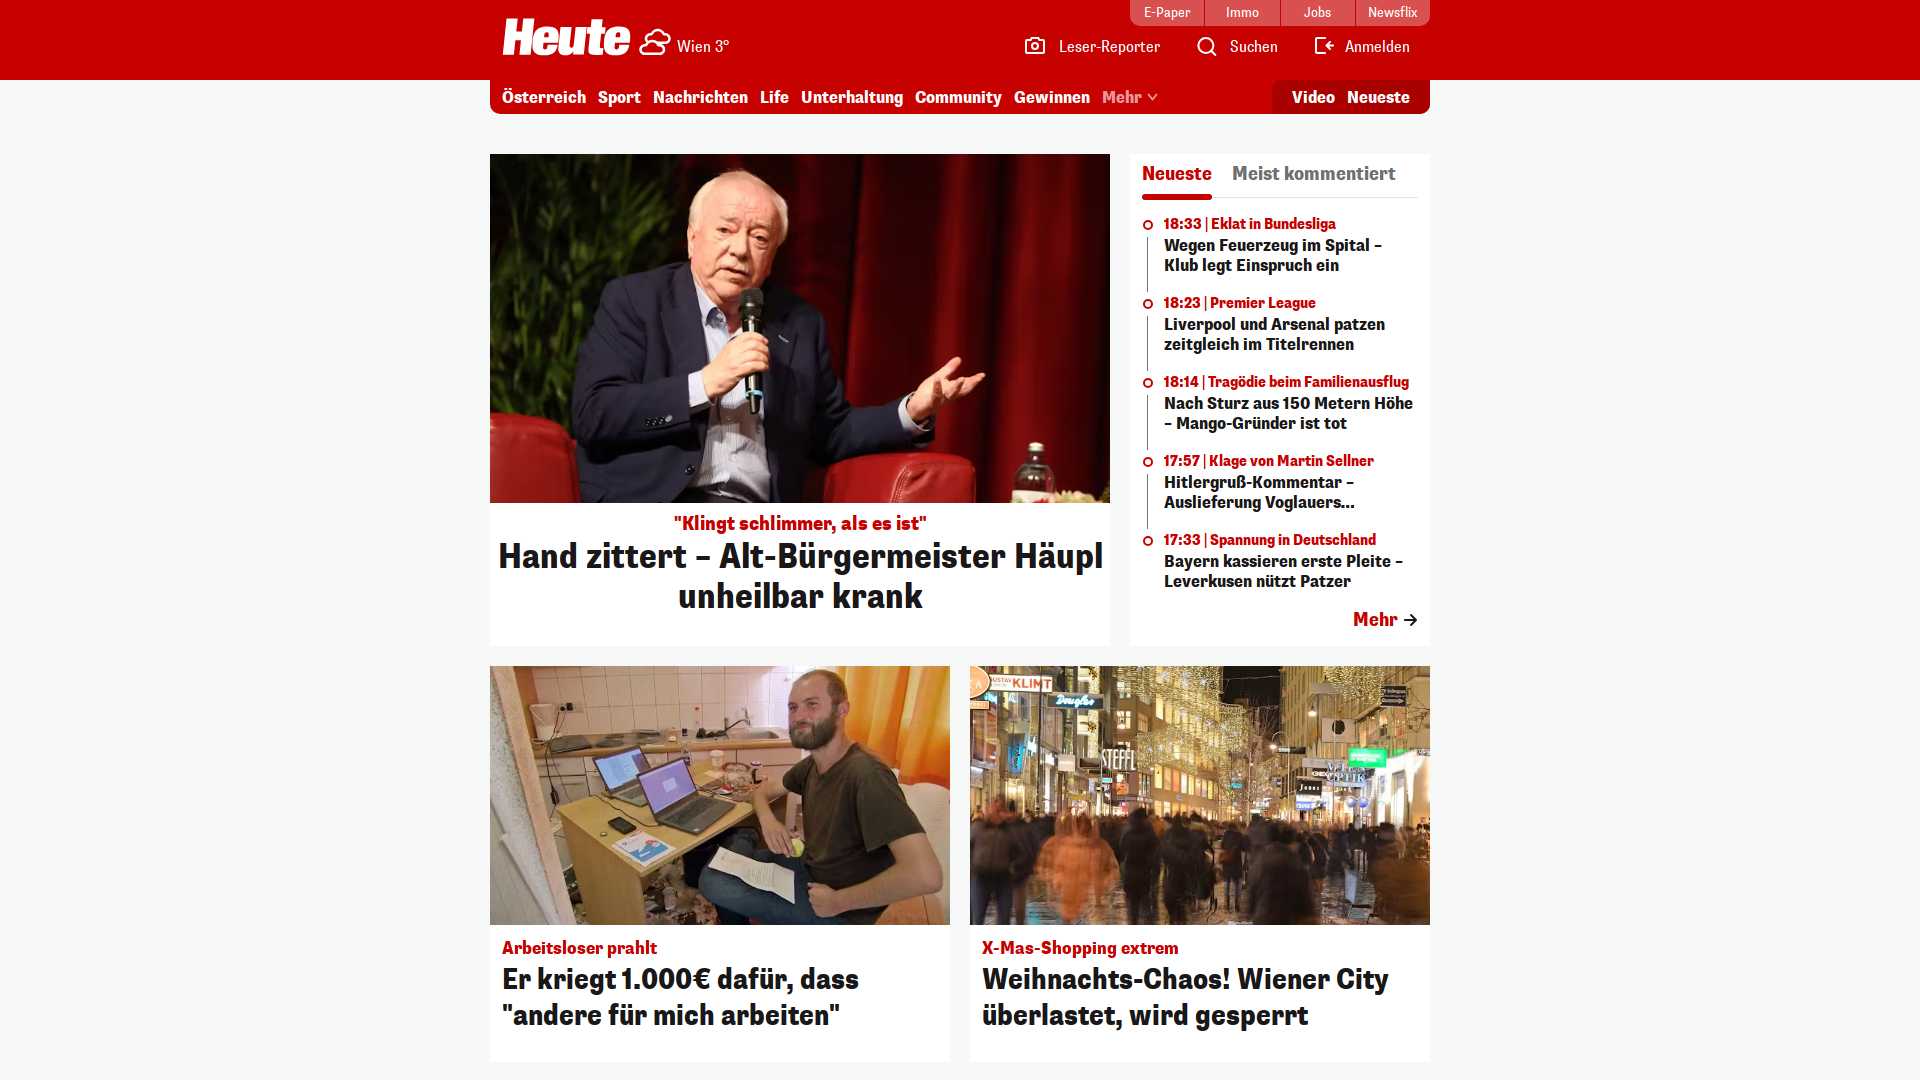 E-Paper
Immo
Jobs
Newsflix
Heute
Wien 3°
Leser-Reporter
Suchen
Anmelden
Österreich
Sport
Nachrichten
Life
Unterhaltung
Community
Gewinnen
Mehr
Video
Neueste
"Klingt schlimmer, als es ist"
Hand zittert – Alt-Bürgermeister Häupl
unheilbar krank
Neueste
Meist kommentiert
18:33 | Eklat in Bundesliga
Wegen Feuerzeug im Spital –
Klub legt Einspruch ein
18:23 | Premier League
Liverpool und Arsenal patzen
zeitgleich im Titelrennen
18:14 | Tragödie beim Familienausflug
Nach Sturz aus 150 Metern Höhe
– Mango-Gründer ist tot
17:57 | Klage von Martin Sellner
Hitlergruß-Kommentar –
Auslieferung Voglauers...
17:33 | Spannung in Deutschland
Bayern kassieren erste Pleite –
Leverkusen nützt Patzer
Mehr
Arbeitsloser prahlt
Er kriegt 1.000€ dafür, dass
"andere für mich arbeiten"
KLIMT
Douglas
STEFFL
X-Mas-Shopping extrem
Weihnachts-Chaos! Wiener City
überlastet, wird gesperrt